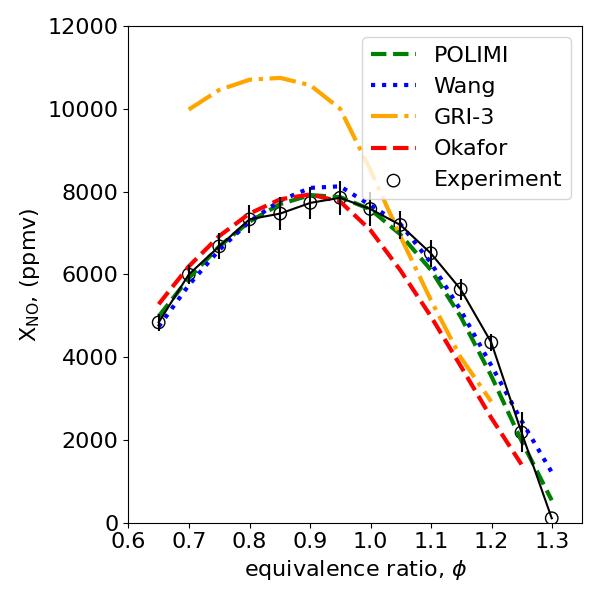 12000
10000
8000
6000
4000
2000
0
X_NO, (ppmv)
POLIMI
Wang
GRI-3
Okafor
Experiment
0.6 0.7 0.8 0.9 1.0 1.1 1.2 1.3
equivalence ratio, ϕ